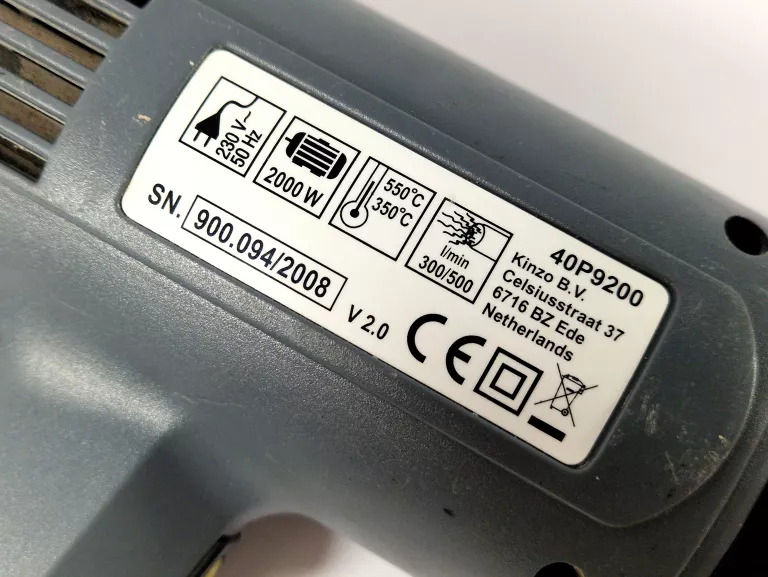 230 V~
50 Hz
2000 W
550°C
350°C
l/min
300/500
40P9200
Kinzo B.V.
Celsiusstraat 37
6716 BZ Ede
Netherlands
SN. 900.094/2008
V 2.0
CE